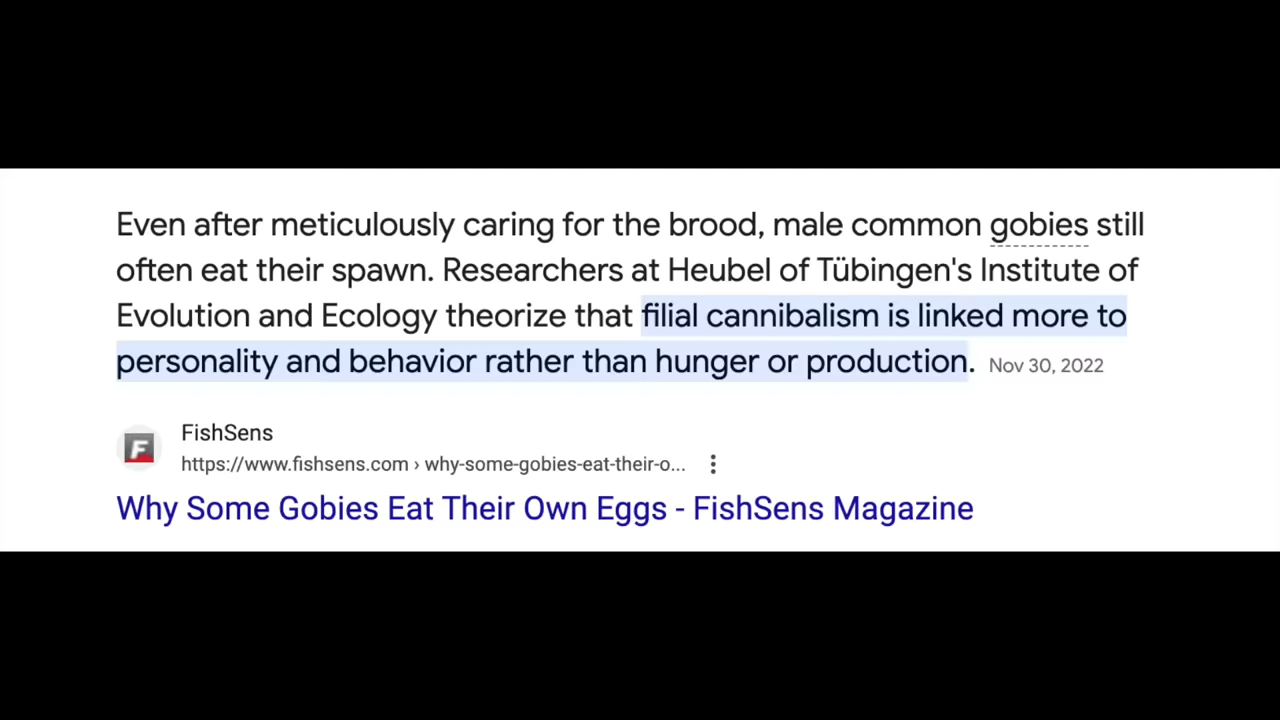 Even after meticulously caring for the brood, male common gobies still
often eat their spawn. Researchers at Heubel of Tübingen's Institute of
Evolution and Ecology theorize that filial cannibalism is linked more to
personality and behavior rather than hunger or production. Nov 30, 2022
FishSens
https://www.fishsens.com › why-some-gobies-eat-their-o...
Why Some Gobies Eat Their Own Eggs - FishSens Magazine